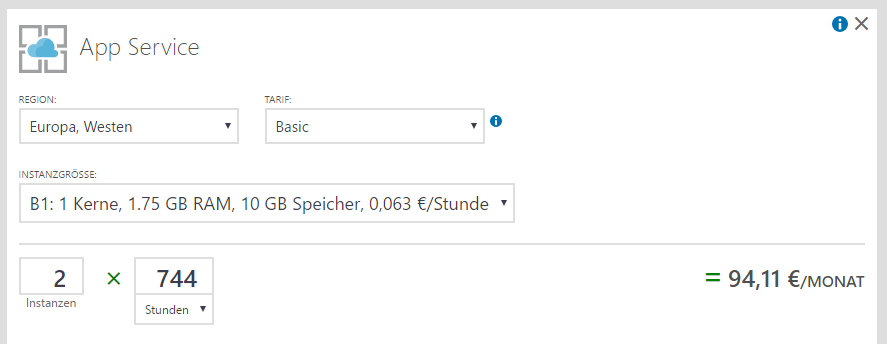 App Service
REGION: TARIF:
Europa, Westen Basic
INSTANZGRÖSSE:
B1: 1 Kerne, 1.75 GB RAM, 10 GB Speicher, 0,063 €/Stunde
2 × 744 = 94,11 €/MONAT
Instanzen Stunden